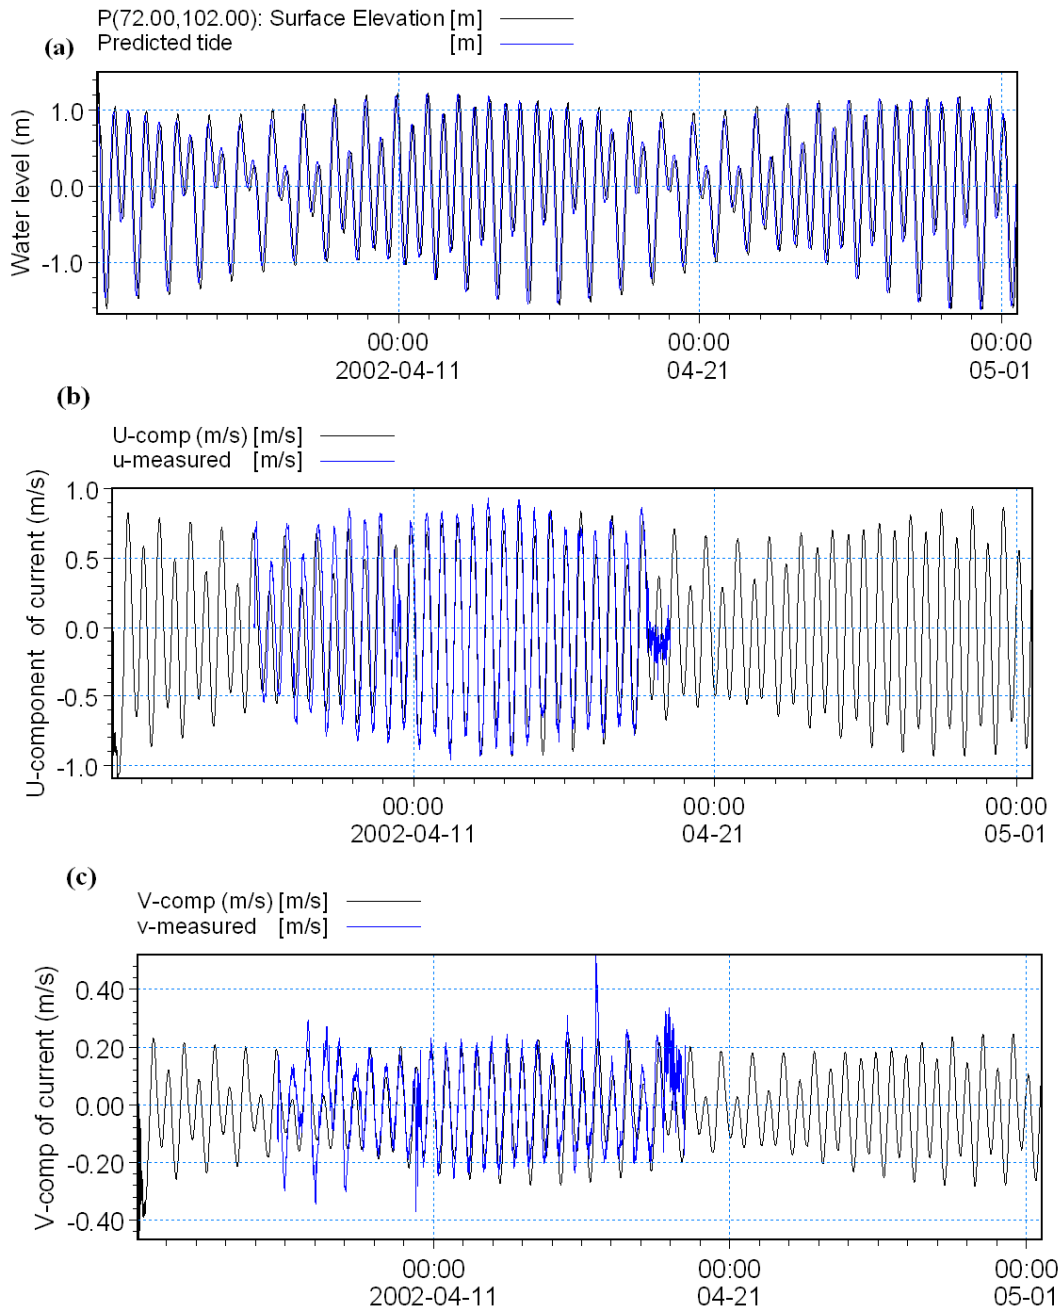 P(72.00,102.00): Surface Elevation [m]
(a)
Predicted tide [m]
Water level (m)
1.0
0.0
-1.0
00:00 00:00 00:00
2002-04-11 04-21 05-01
(b)
U-comp (m/s) [m/s]
u-measured [m/s]
U-component of current (m/s)
1.0
0.5
0.0
-0.5
-1.0
00:00 00:00 00:00
2002-04-11 04-21 05-01
(c)
V-comp (m/s) [m/s]
v-measured [m/s]
V-comp of current (m/s)
0.40
0.20
0.00
-0.20
-0.40
00:00 00:00 00:00
2002-04-11 04-21 05-01